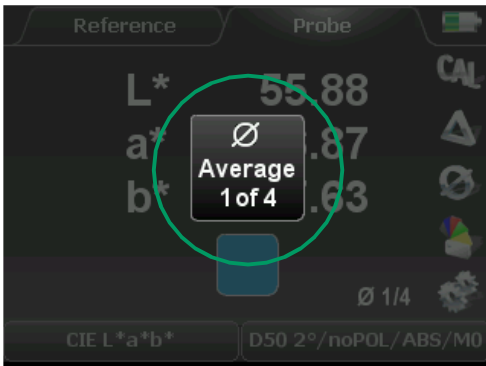 Reference Probe
CAL
L* 55.88
a* .87
b* .63
Ø
Average
1 of 4
Ø 1/4
CIE L*a*b* D50 2°/noPOL/ABS/M0